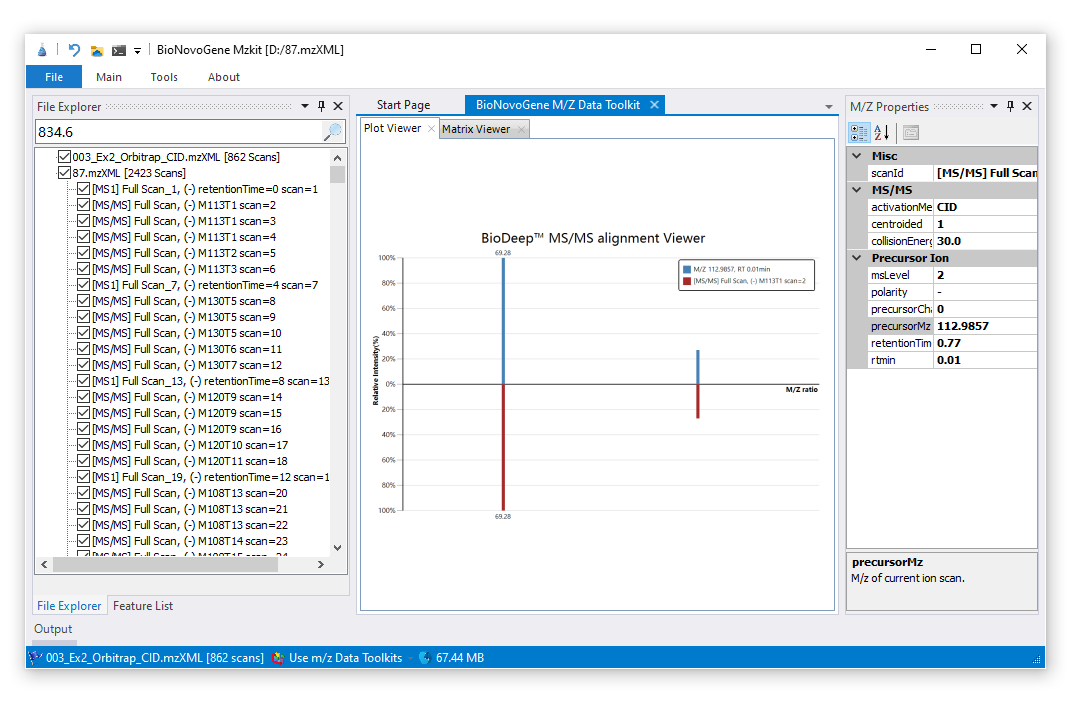 BioNovoGene Mzkit [D:/87.mzXML]
File Main Tools About
File Explorer
834.6
003_Ex2_Orbitrap_CID.mzXML [862 Scans]
87.mzXML [2423 Scans]
[MS1] Full Scan_1, (-) retentionTime=0 scan=1
[MS/MS] Full Scan, (-) M113T1 scan=2
[MS/MS] Full Scan, (-) M113T1 scan=3
[MS/MS] Full Scan, (-) M113T1 scan=4
[MS/MS] Full Scan, (-) M113T2 scan=5
[MS/MS] Full Scan, (-) M113T3 scan=6
[MS1] Full Scan_7, (-) retentionTime=4 scan=7
[MS/MS] Full Scan, (-) M130T5 scan=8
[MS/MS] Full Scan, (-) M130T5 scan=9
[MS/MS] Full Scan, (-) M130T5 scan=10
[MS/MS] Full Scan, (-) M130T6 scan=11
[MS/MS] Full Scan, (-) M130T7 scan=12
[MS1] Full Scan_13, (-) retentionTime=8 scan=13
[MS/MS] Full Scan, (-) M120T9 scan=14
[MS/MS] Full Scan, (-) M120T9 scan=15
[MS/MS] Full Scan, (-) M120T9 scan=16
[MS/MS] Full Scan, (-) M120T10 scan=17
[MS/MS] Full Scan, (-) M120T11 scan=18
[MS1] Full Scan_19, (-) retentionTime=12 scan=1
[MS/MS] Full Scan, (-) M108T13 scan=20
[MS/MS] Full Scan, (-) M108T13 scan=21
[MS/MS] Full Scan, (-) M108T13 scan=22
[MS/MS] Full Scan, (-) M108T14 scan=23
File Explorer Feature List
Output
Start Page BioNovoGene M/Z Data Toolkit
Plot Viewer Matrix Viewer
BioDeep™ MS/MS alignment Viewer
69.28
M/Z 112.9857, RT 0.01min
[MS/MS] Full Scan, (-) M113T1 scan=2
100%
80%
60%
40%
20%
0%
20%
40%
60%
80%
100%
Relative Intensity(%)
M/Z ratio
69.28
M/Z Properties
Misc
scanId [MS/MS] Full Scan
MS/MS
activationMe CID
centroided 1
collisionEnerg 30.0
Precursor Ion
msLevel 2
polarity -
precursorCha 0
precursorMz 112.9857
retentionTim 0.77
rtmin 0.01
precursorMz
M/z of current ion scan.
003_Ex2_Orbitrap_CID.mzXML [862 scans] Use m/z Data Toolkits 67.44 MB